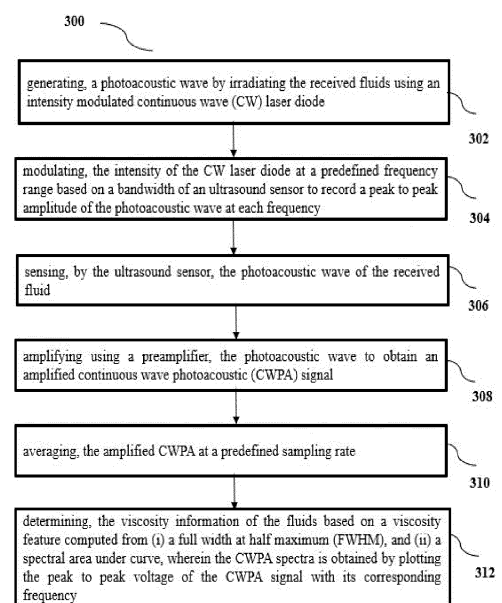 300
generating, a photoacoustic wave by irradiating the received fluids using an
intensity modulated continuous wave (CW) laser diode
302
modulating, the intensity of the CW laser diode at a predefined frequency
range based on a bandwidth of an ultrasound sensor to record a peak to peak
amplitude of the photoacoustic wave at each frequency
304
sensing, by the ultrasound sensor, the photoacoustic wave of the received
fluid
306
amplifying using a preamplifier, the photoacoustic wave to obtain an
amplified continuous wave photoacoustic (CWPA) signal
308
averaging, the amplified CWPA at a predefined sampling rate
310
determining, the viscosity information of the fluids based on a viscosity
feature computed from (i) a full width at half maximum (FWHM), and (ii) a
spectral area under curve, wherein the CWPA spectra is obtained by plotting
the peak to peak voltage of the CWPA signal with its corresponding
frequency
312